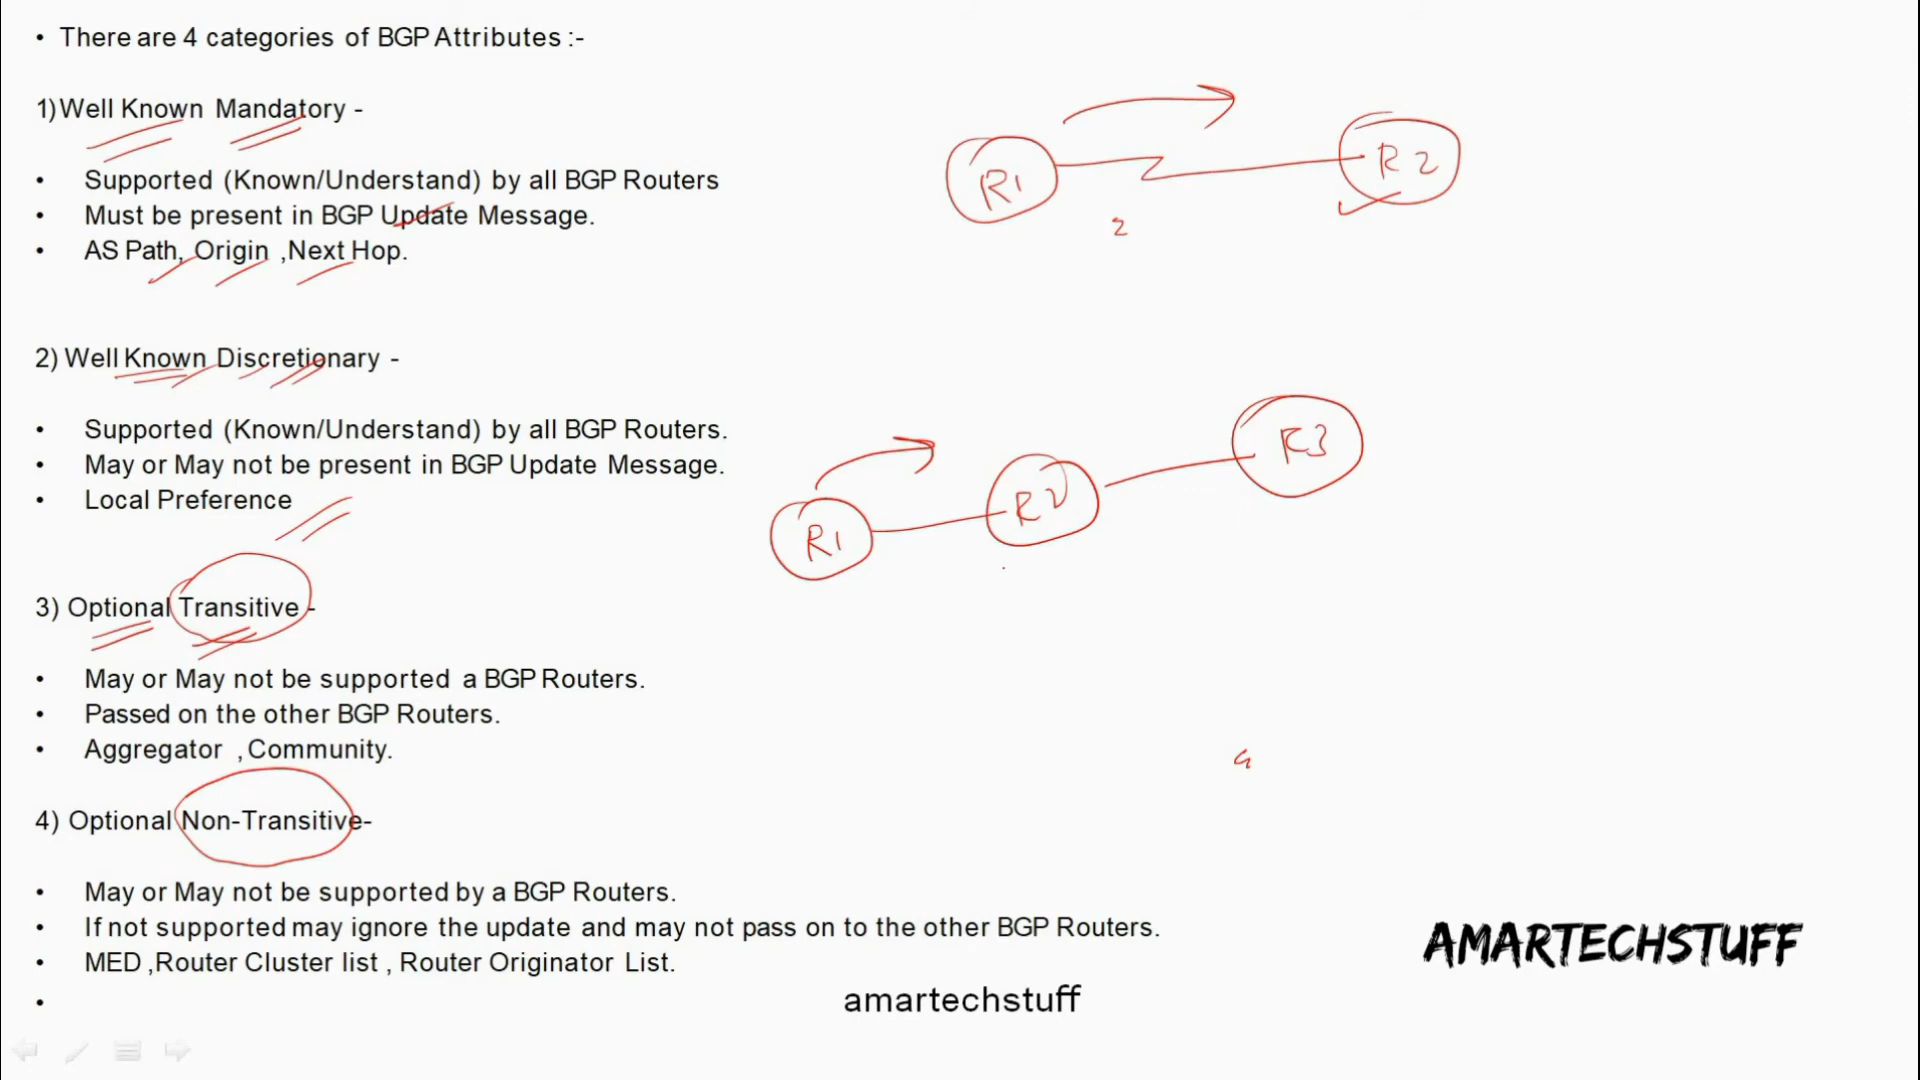 • There are 4 categories of BGP Attributes :-
1) Well Known Mandatory -
• Supported (Known/Understand) by all BGP Routers
• Must be present in BGP Update Message.
• AS Path, Origin ,Next Hop.
R1
R2
2
2) Well Known Discretionary -
• Supported (Known/Understand) by all BGP Routers.
• May or May not be present in BGP Update Message.
• Local Preference
R1
R2
R3
3) Optional Transitive -
• May or May not be supported a BGP Routers.
• Passed on the other BGP Routers.
• Aggregator ,Community.
4) Optional Non-Transitive-
• May or May not be supported by a BGP Routers.
• If not supported may ignore the update and may not pass on to the other BGP Routers.
• MED ,Router Cluster list , Router Originator List.
•
AMARTECHSTUFF
amartechstuff